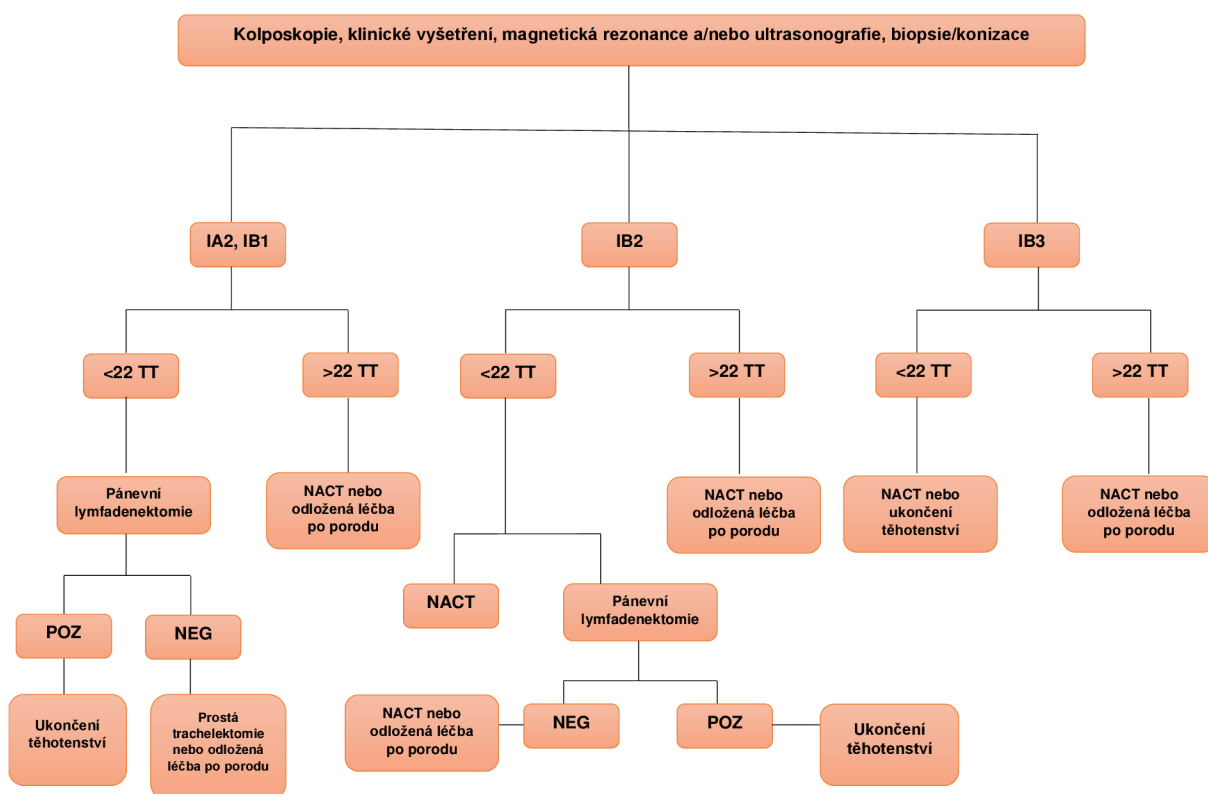 Kolposkopie, klinické vyšetření, magnetická rezonance a/nebo ultrasonografie, biopsie/konizace
IA2, IB1
IB2
IB3
<22 TT
>22 TT
<22 TT
>22 TT
<22 TT
>22 TT
Pánevní
lymfadenektomie
NACT nebo
odložená léčba
po porodu
NACT nebo
odložená léčba
po porodu
NACT nebo
ukončení
těhotenství
NACT nebo
odložená léčba
po porodu
NACT
Pánevní
lymfadenektomie
POZ
NEG
Ukončení
těhotenství
Prostá
trachelektomie
nebo odložená
léčba po porodu
NACT nebo
odložená léčba
po porodu
NEG
POZ
Ukončení
těhotenství